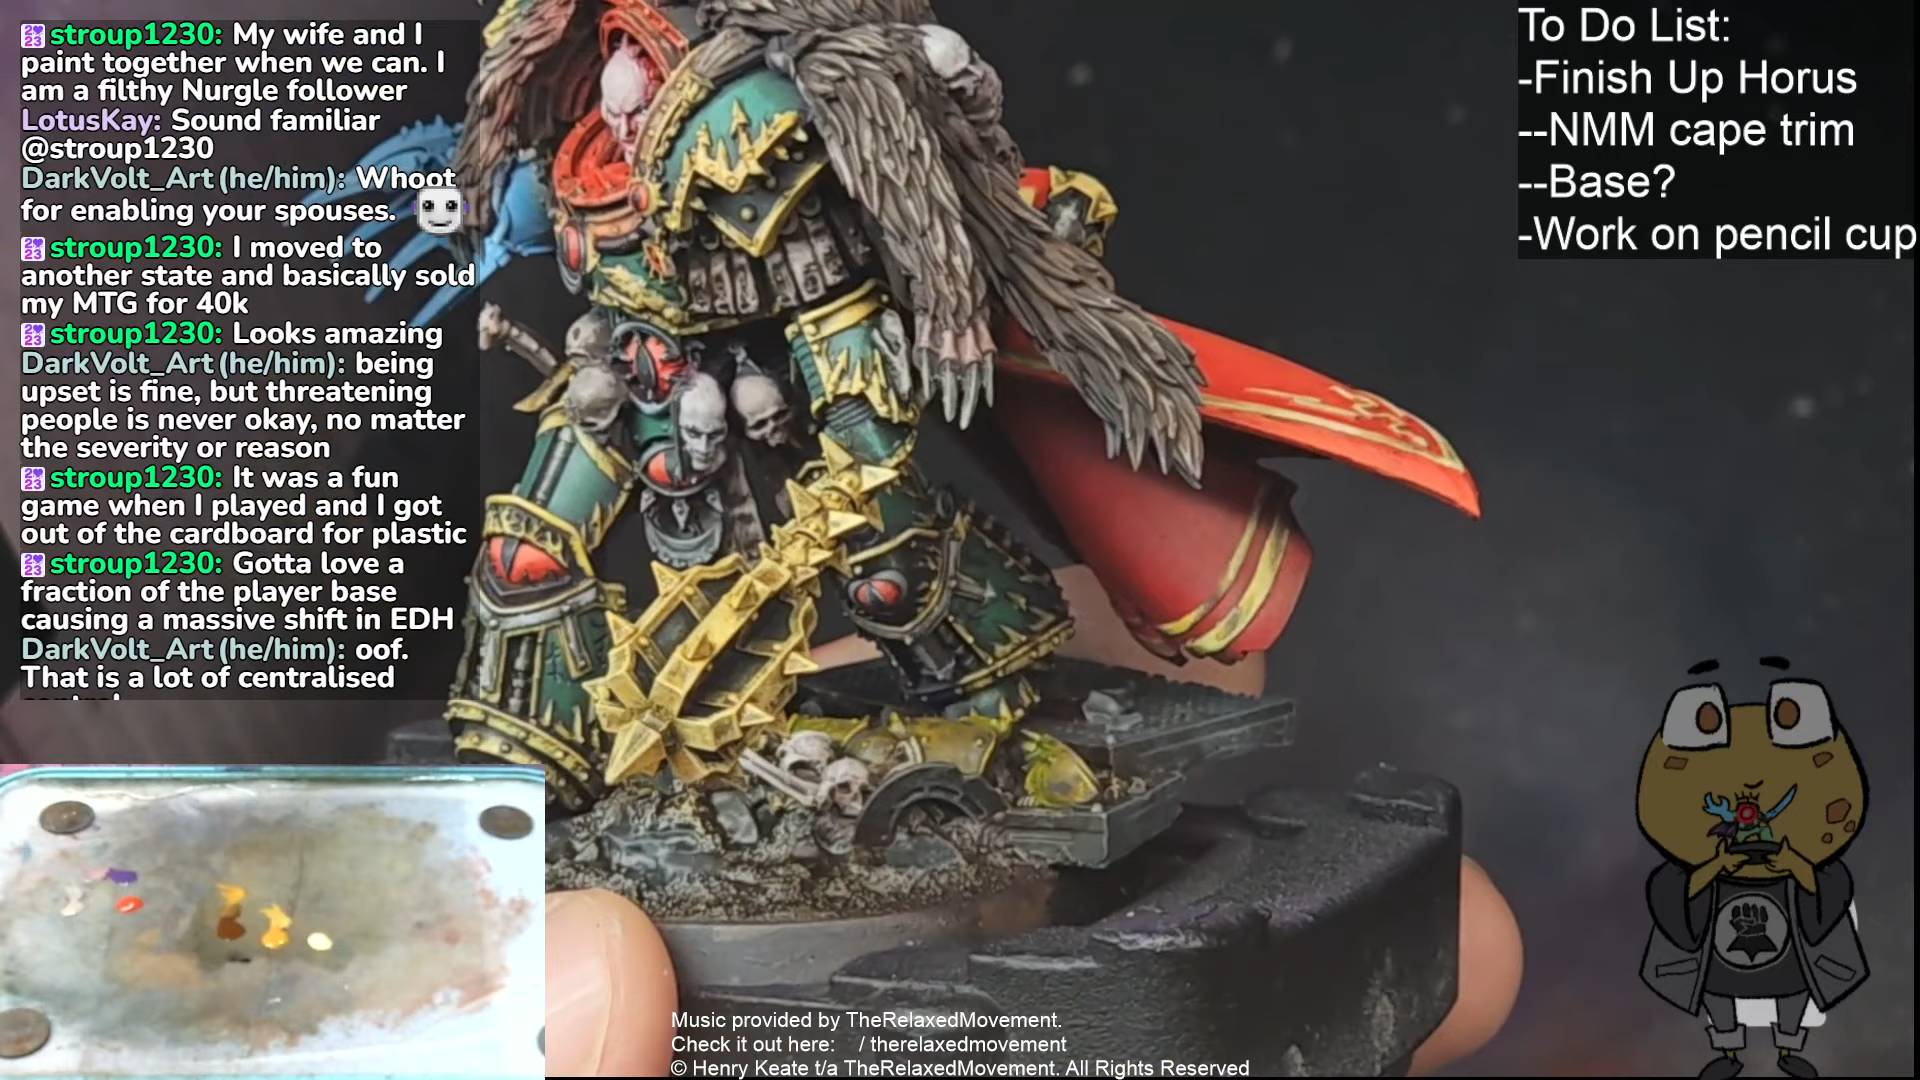 stroup1230: My wife and I
paint together when we can. I
am a filthy Nurgle follower
LotusKay: Sound familiar
@stroup1230
DarkVolt_Art (he/him): Whoot
for enabling your spouses.
stroup1230: I moved to
another state and basically sold
my MTG for 40k
stroup1230: Looks amazing
DarkVolt_Art (he/him): being
upset is fine, but threatening
people is never okay, no matter
the severity or reason
stroup1230: It was a fun
game when I played and I got
out of the cardboard for plastic
stroup1230: Gotta love a
fraction of the player base
causing a massive shift in EDH
DarkVolt_Art (he/him): oof.
That is a lot of centralised
To Do List:
-Finish Up Horus
--NMM cape trim
--Base?
-Work on pencil cup
Music provided by TheRelaxedMovement.
Check it out here: / therelaxedmovement
© Henry Keate t/a TheRelaxedMovement. All Rights Reserved